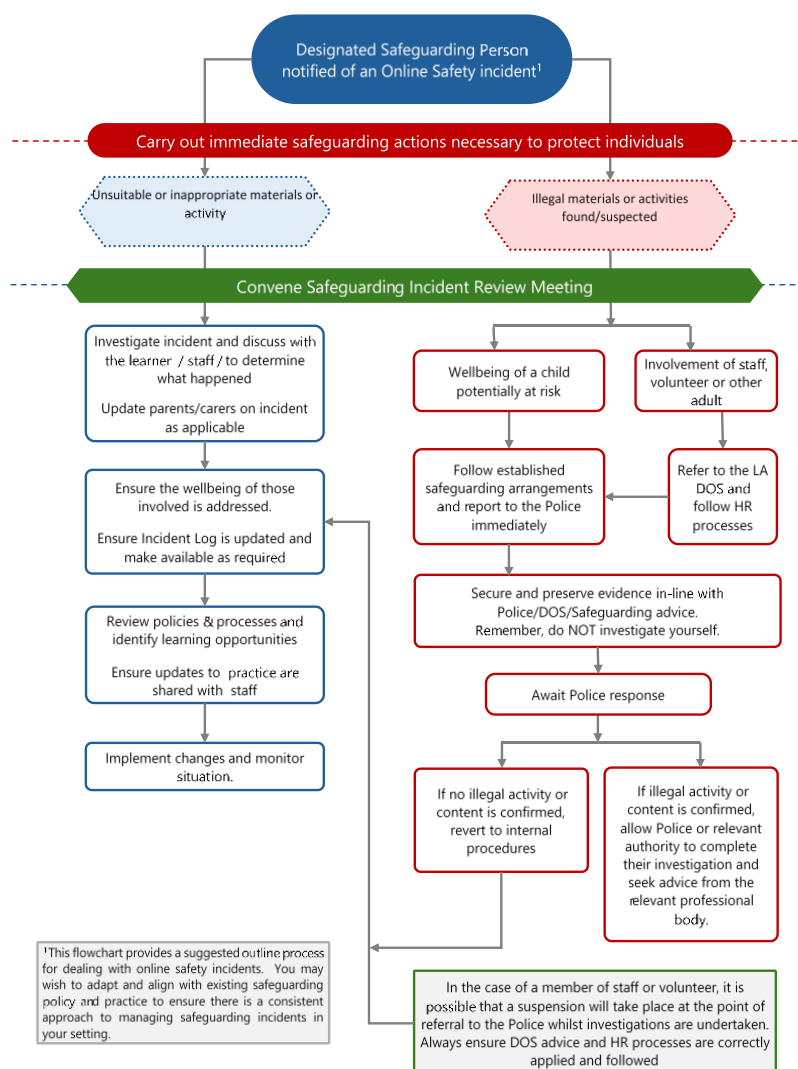 Designated Safeguarding Person
notified of an Online Safety incident¹
Carry out immediate safeguarding actions necessary to protect individuals
Unsuitable or inappropriate materials or
activity
Illegal materials or activities
found/suspected
Convene Safeguarding Incident Review Meeting
Investigate incident and discuss with
the learner / staff / to determine
what happened
Update parents/carers on incident
as applicable
Wellbeing of a child
potentially at risk
Involvement of staff,
volunteer or other
adult
Ensure the wellbeing of those
involved is addressed.
Ensure Incident Log is updated and
make available as required
Follow established
safeguarding arrangements
and report to the Police
immediately
Refer to the LA
DOS and
follow HR
processes
Secure and preserve evidence in-line with
Police/DOS/Safeguarding advice.
Remember, do NOT investigate yourself.
Review policies & processes and
identify learning opportunities
Ensure updates to practice are
shared with staff
Await Police response
Implement changes and monitor
situation.
If no illegal activity or
content is confirmed,
revert to internal
procedures
If illegal activity or
content is confirmed,
allow Police or relevant
authority to complete
their investigation and
seek advice from the
relevant professional
body.
¹This flowchart provides a suggested outline process
for dealing with online safety incidents. You may
wish to adapt and align with existing safeguarding
policy and practice to ensure there is a consistent
approach to managing safeguarding incidents in
your setting.
In the case of a member of staff or volunteer, it is
possible that a suspension will take place at the point of
referral to the Police whilst investigations are undertaken.
Always ensure DOS advice and HR processes are correctly
applied and followed